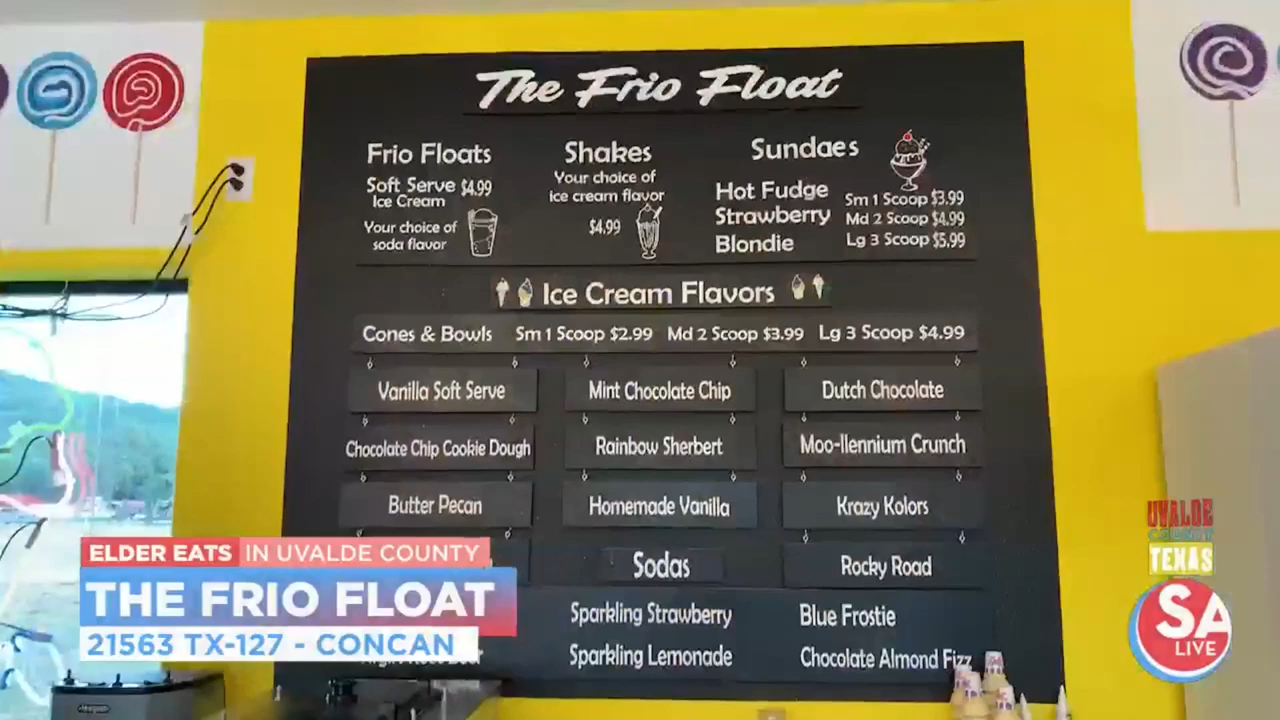 The Frio Float
Frio Floats
Soft Serve $4.99
Ice Cream
Your choice of
soda flavor
Shakes
Your choice of
ice cream flavor
$4.99
Sundaes
Hot Fudge
Strawberry
Blondie
Sm 1 Scoop $3.99
Md 2 Scoop $4.99
Lg 3 Scoop $5.99
Ice Cream Flavors
Cones & Bowls Sm 1 Scoop $2.99 Md 2 Scoop $3.99 Lg 3 Scoop $4.99
Vanilla Soft Serve Mint Chocolate Chip Dutch Chocolate
Chocolate Chip Cookie Dough Rainbow Sherbert Moo-llennium Crunch
Butter Pecan Homemade Vanilla Krazy Kolors
Rocky Road
Sodas
Sparkling Strawberry Blue Frostie
Sparkling Lemonade Chocolate Almond Fizz
ELDER EATS IN UVALDE COUNTY
THE FRIO FLOAT
21563 TX-127 - CONCAN
UVALDE
COUNTY
TEXAS
SA
LIVE